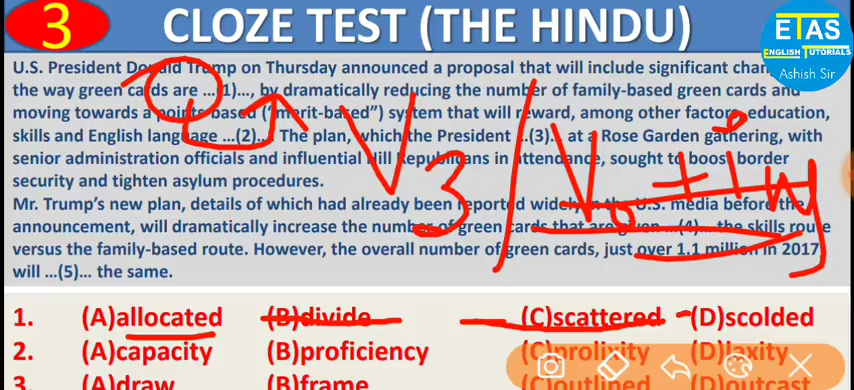 3
CLOZE TEST (THE HINDU)
ETAS
ENGLISH TUTORIALS
Ashish Sir
U.S. President Donald Trump on Thursday announced a proposal that will include significant
the way green cards are ...(1)..., by dramatically reducing the number of family-based green cards and
moving towards a points-based ("merit-based") system that will reward, among other factors, education,
skills and English language ...(2)... The plan, which the President ...(3)... at a Rose Garden gathering, with
senior administration officials and influential Hill Republicans in attendance, sought to boost border
security and tighten asylum procedures.
Mr. Trump's new plan, details of which had already been reported widely in the U.S. media before the
announcement, will dramatically increase the number of green cards that are given ...(4)... the skills route
versus the family-based route. However, the overall number of green cards, just over 1.1 million in 2017,
will ...(5)... the same.
V3 / No
1. (A)allocated (B)divide (C)scattered (D)scolded
2. (A)capacity (B)proficiency (C)prolixity (D)laxity
3. (A)draw (B)frame (C)outlined (D)outcast